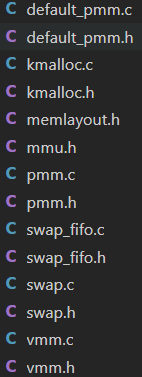 C default_pmm.c
C default_pmm.h
C kmalloc.c
C kmalloc.h
C memlayout.h
C mmu.h
C pmm.c
C pmm.h
C swap_fifo.c
C swap_fifo.h
C swap.c
C swap.h
C vmm.c
C vmm.h